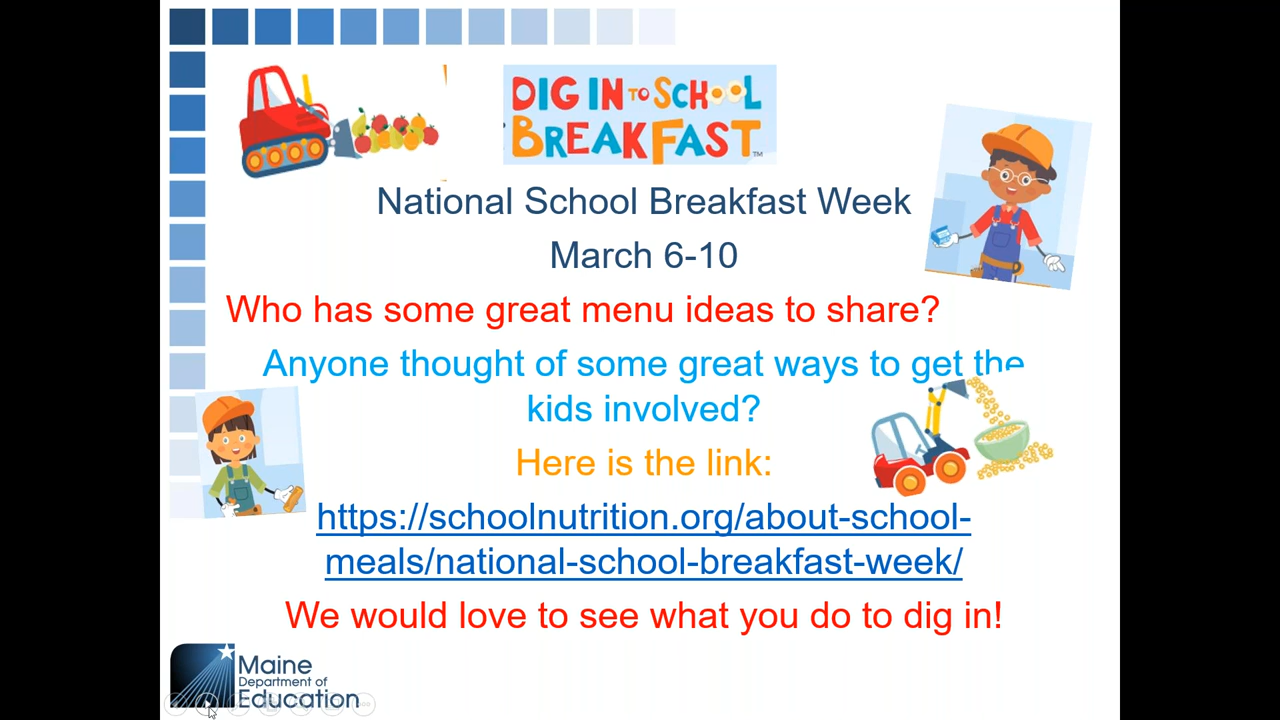 DIG IN TO SCHOOL
BREAKFAST™
National School Breakfast Week
March 6-10
Who has some great menu ideas to share?
Anyone thought of some great ways to get the
kids involved?
Here is the link:
https://schoolnutrition.org/about-school-
meals/national-school-breakfast-week/
We would love to see what you do to dig in!
Maine
Department of
Education